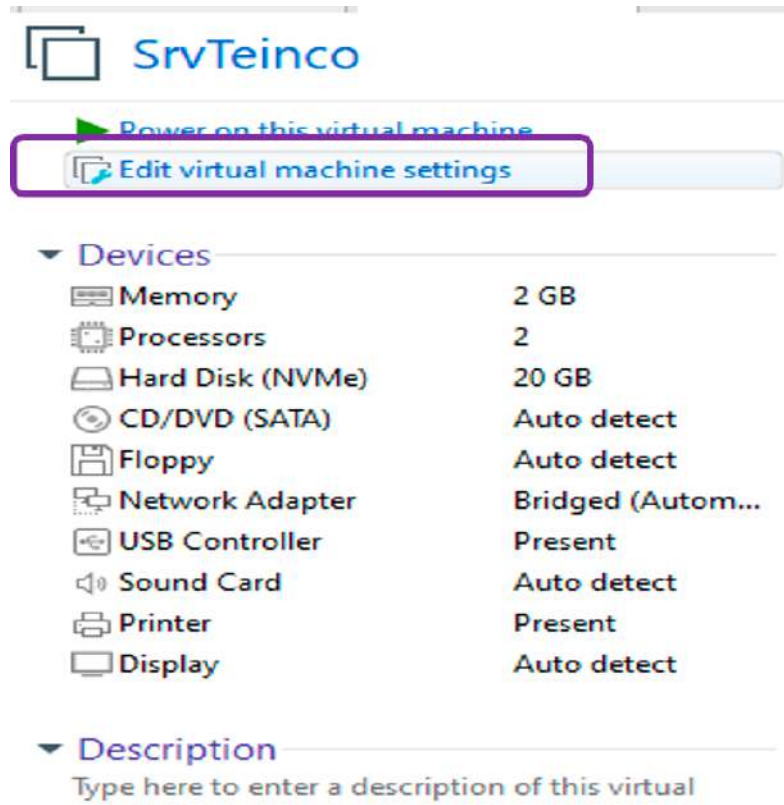 SrvTeinco
Power on this virtual machine
Edit virtual machine settings
Devices
Memory 2 GB
Processors 2
Hard Disk (NVMe) 20 GB
CD/DVD (SATA) Auto detect
Floppy Auto detect
Network Adapter Bridged (Autom...
USB Controller Present
Sound Card Auto detect
Printer Present
Display Auto detect
Description
Type here to enter a description of this virtual